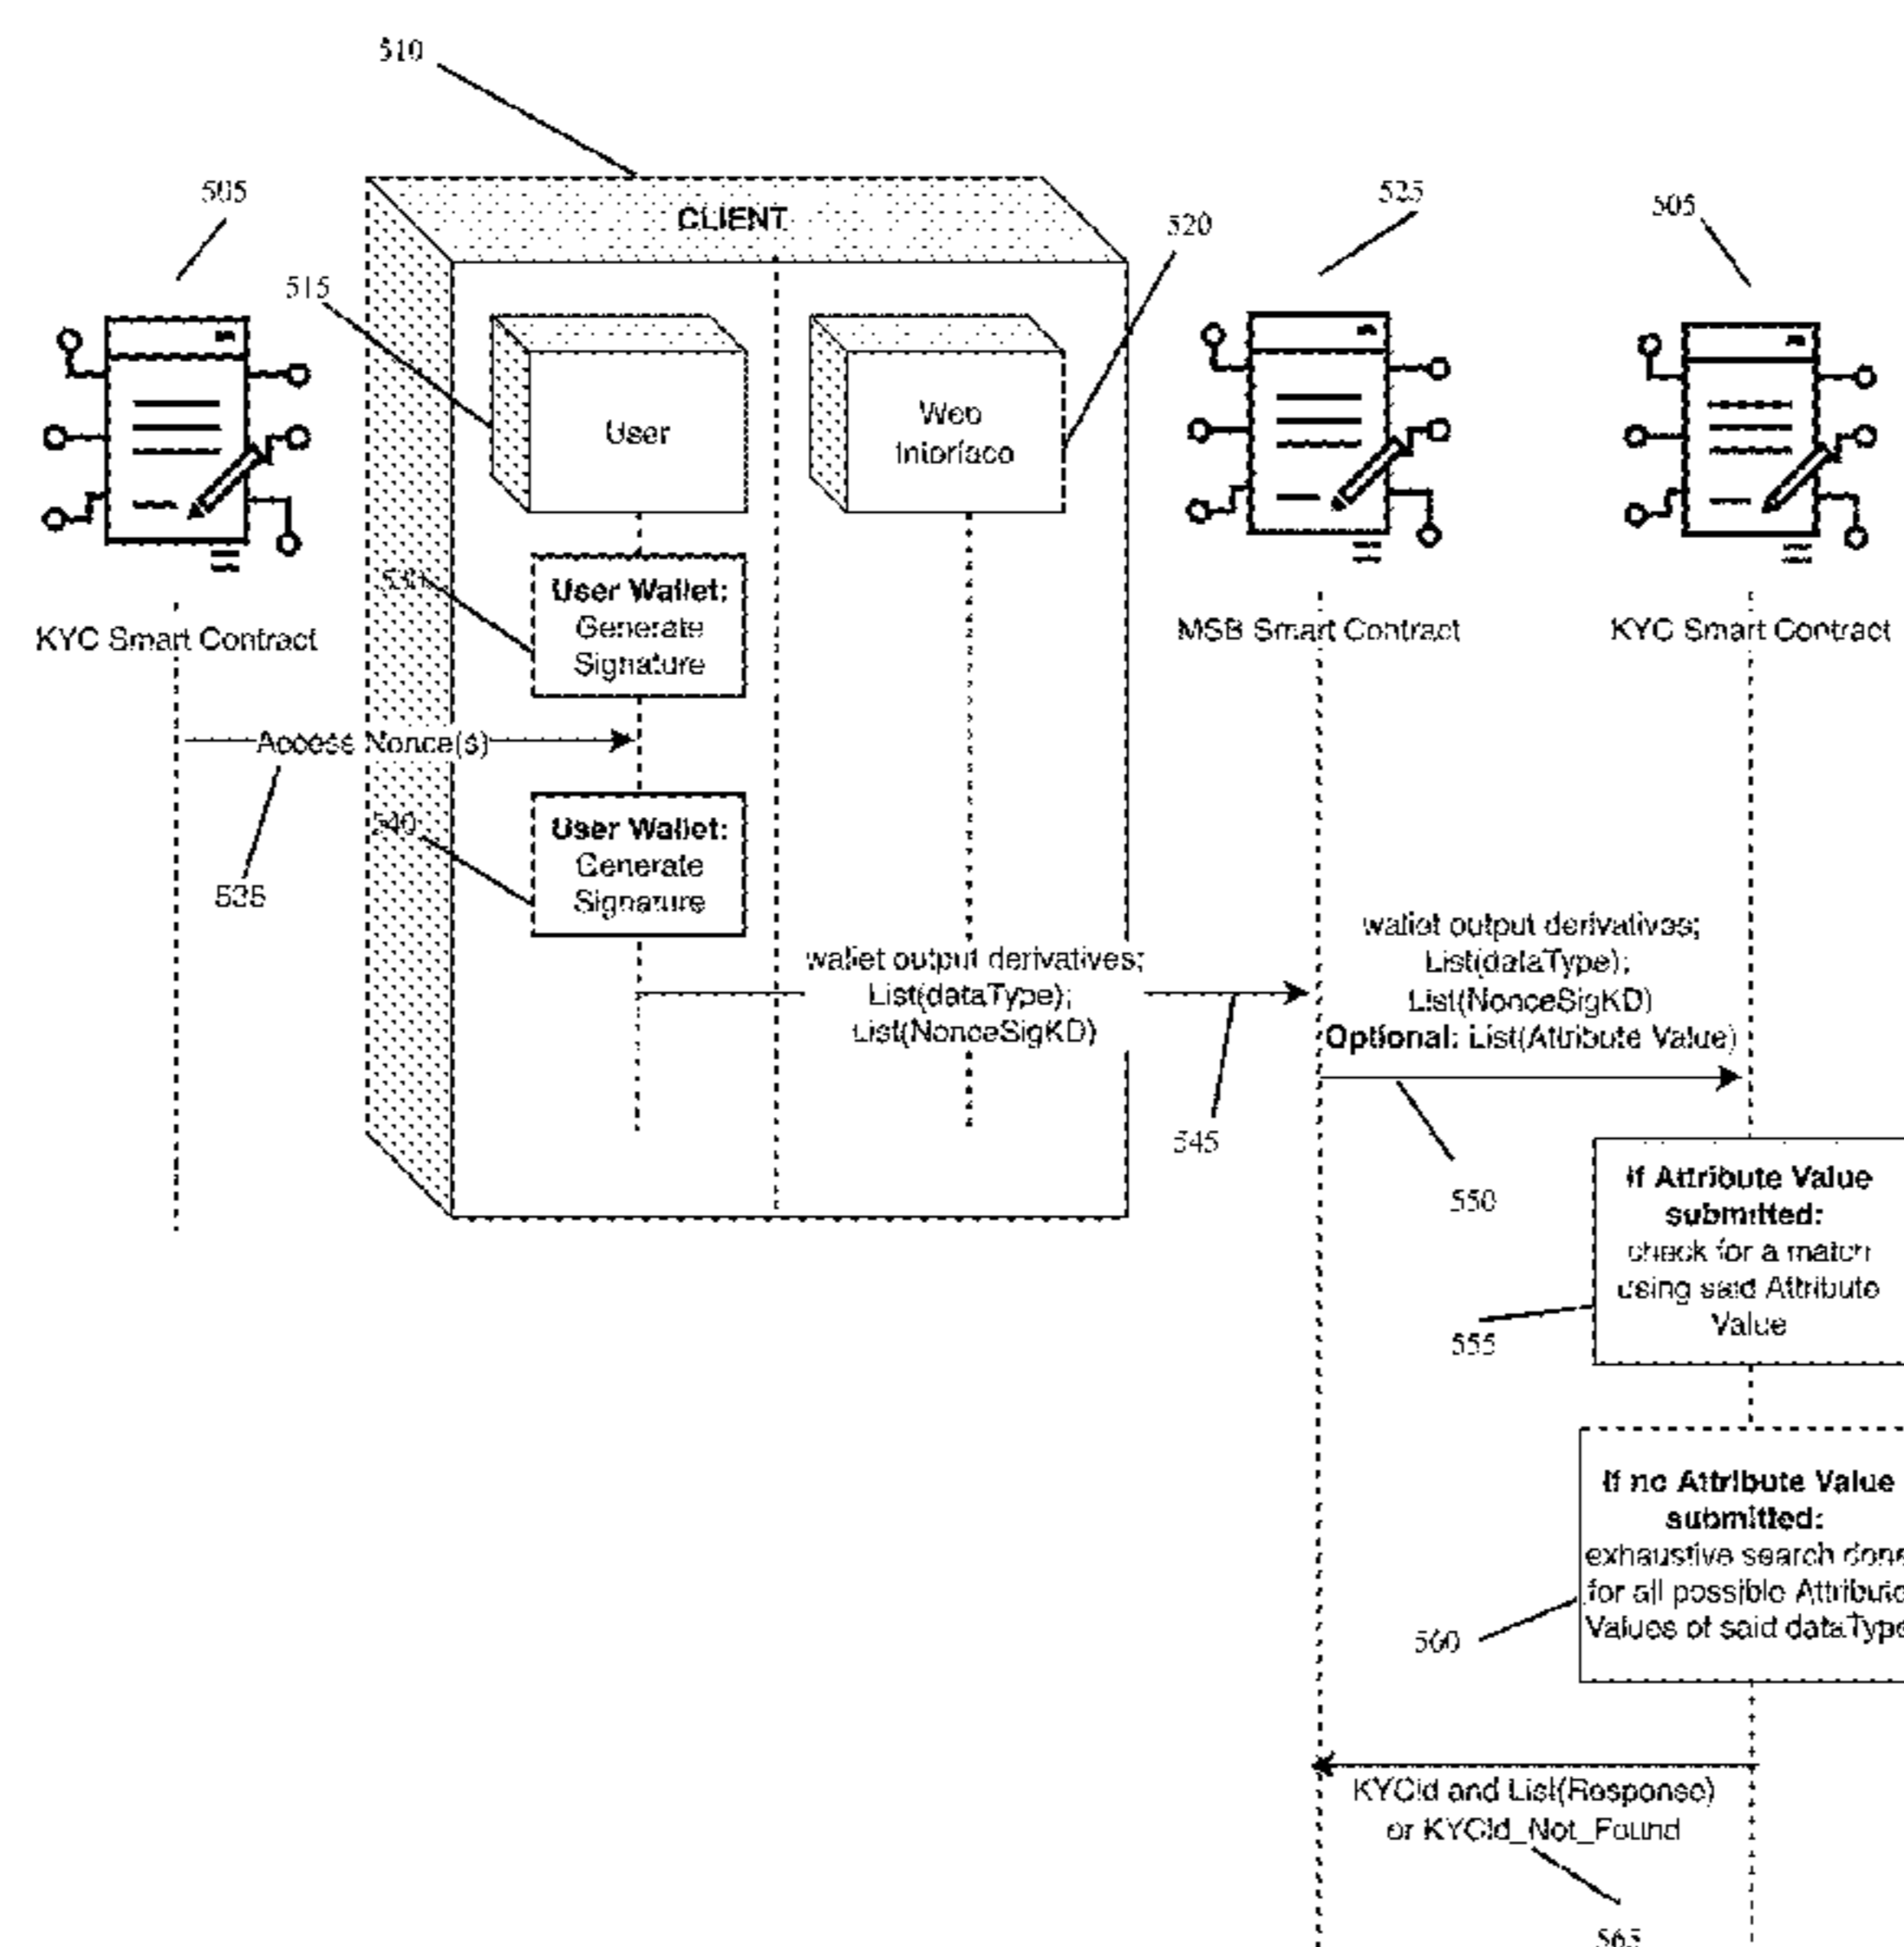 510
505
CLIENT
525
505
520
515
User
Web
Interface
530
User Wallet:
Generate
Signature
KYC Smart Contract
MSB Smart Contract
KYC Smart Contract
Access Nonce(s)
540
User Wallet:
Generate
Signature
535
wallet output derivatives;
List(dataType);
List(NonceSigKD)
wallet output derivatives;
List(dataType);
List(NonceSigKD)
Optional: List(Attribute Value)
545
550
If Attribute Value
submitted:
check for a match
using said Attribute
Value
555
If no Attribute Value
submitted:
exhaustive search done
for all possible Attribute
Values of said dataType
560
KYCId and List(Response)
or KYCId_Not_Found
565